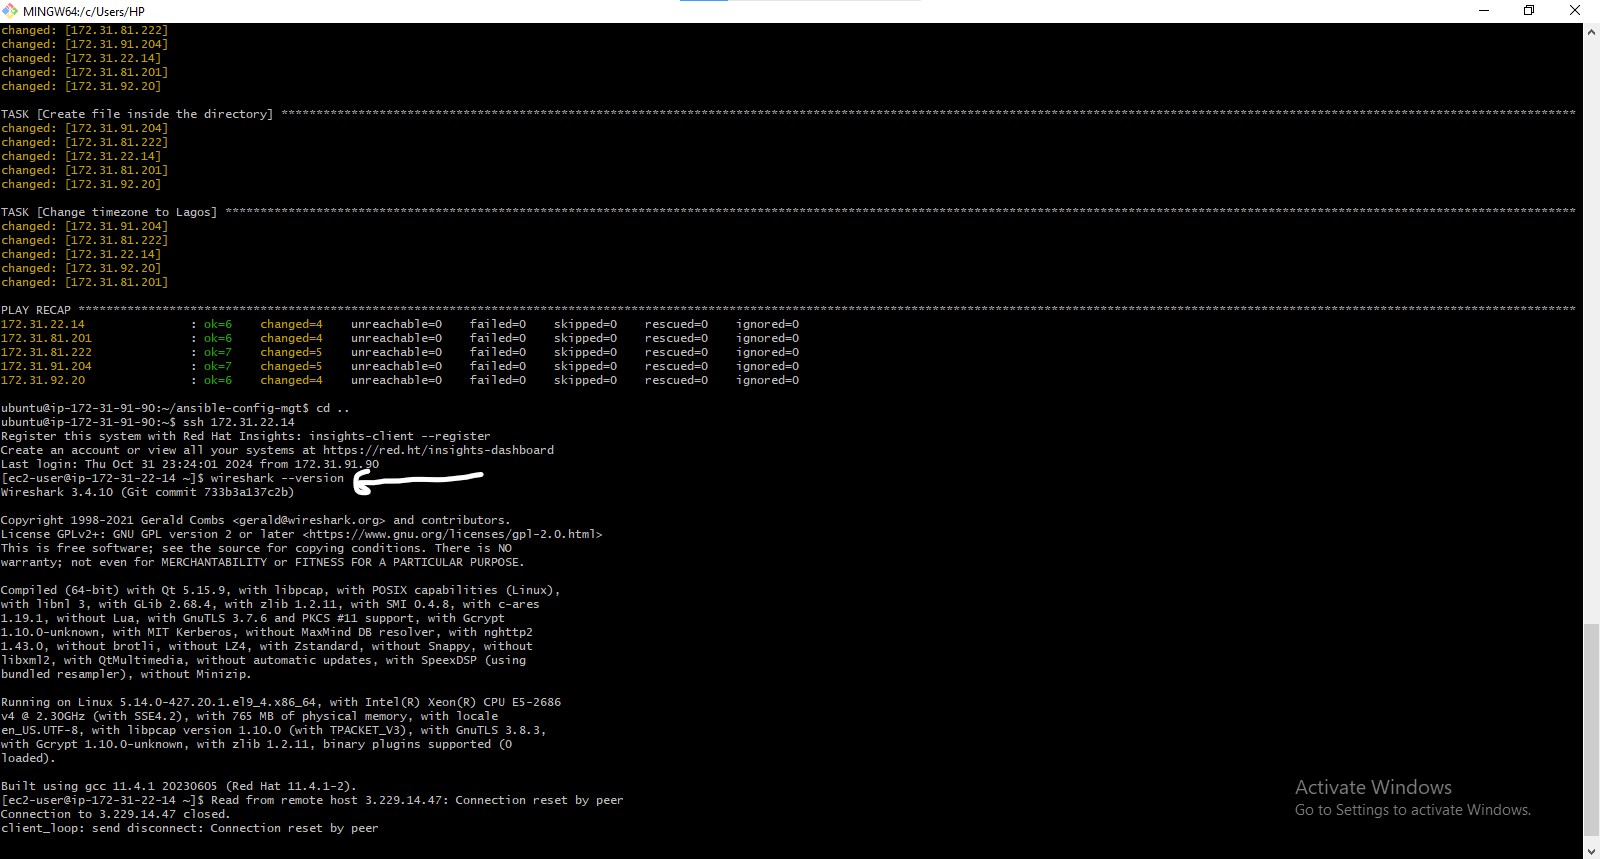 MINGW64:/c/Users/HP
changed: [172.31.81.222]
changed: [172.31.91.204]
changed: [172.31.22.14]
changed: [172.31.81.201]
changed: [172.31.92.20]
TASK [Create file inside the directory] ****************************************************************************************************************************************************************************************
changed: [172.31.91.204]
changed: [172.31.81.222]
changed: [172.31.22.14]
changed: [172.31.81.201]
changed: [172.31.92.20]
TASK [Change timezone to Lagos] ************************************************************************************************************************************************************************************************
changed: [172.31.91.204]
changed: [172.31.81.222]
changed: [172.31.22.14]
changed: [172.31.92.20]
changed: [172.31.81.201]
PLAY RECAP *********************************************************************************************************************************************************************************************************************
172.31.22.14 : ok=6 changed=4 unreachable=0 failed=0 skipped=0 rescued=0 ignored=0
172.31.81.201 : ok=6 changed=4 unreachable=0 failed=0 skipped=0 rescued=0 ignored=0
172.31.81.222 : ok=7 changed=5 unreachable=0 failed=0 skipped=0 rescued=0 ignored=0
172.31.91.204 : ok=7 changed=5 unreachable=0 failed=0 skipped=0 rescued=0 ignored=0
172.31.92.20 : ok=6 changed=4 unreachable=0 failed=0 skipped=0 rescued=0 ignored=0
ubuntu@ip-172-31-91-90:~/ansible-config-mgt$ cd ..
ubuntu@ip-172-31-91-90:~$ ssh 172.31.22.14
Register this system with Red Hat Insights: insights-client --register
Create an account or view all your systems at https://red.ht/insights-dashboard
Last login: Thu Oct 31 23:24:01 2024 from 172.31.91.90
[ec2-user@ip-172-31-22-14 ~]$ wireshark --version
Wireshark 3.4.10 (Git commit 733b3a137c2b)
Copyright 1998-2021 Gerald Combs <gerald@wireshark.org> and contributors.
License GPLv2+: GNU GPL version 2 or later <https://www.gnu.org/licenses/gpl-2.0.html>
This is free software; see the source for copying conditions. There is NO
warranty; not even for MERCHANTABILITY or FITNESS FOR A PARTICULAR PURPOSE.
Compiled (64-bit) with Qt 5.15.9, with libpcap, with POSIX capabilities (Linux),
with libnl 3, with GLib 2.68.4, with zlib 1.2.11, with SMI 0.4.8, with c-ares
1.19.1, without Lua, with GnuTLS 3.7.6 and PKCS #11 support, with Gcrypt
1.10.0-unknown, with MIT Kerberos, without MaxMind DB resolver, with nghttp2
1.43.0, without brotli, without LZ4, with Zstandard, without Snappy, without
libxml2, with QtMultimedia, without automatic updates, with SpeexDSP (using
bundled resampler), without Minizip.
Running on Linux 5.14.0-427.20.1.el9_4.x86_64, with Intel(R) Xeon(R) CPU E5-2686
v4 @ 2.30GHz (with SSE4.2), with 765 MB of physical memory, with locale
en_US.UTF-8, with libpcap version 1.10.0 (with TPACKET_V3), with GnuTLS 3.8.3,
with Gcrypt 1.10.0-unknown, with zlib 1.2.11, binary plugins supported (0
loaded).
Built using gcc 11.4.1 20230605 (Red Hat 11.4.1-2).
[ec2-user@ip-172-31-22-14 ~]$ Read from remote host 3.229.14.47: Connection reset by peer
Connection to 3.229.14.47 closed.
client_loop: send disconnect: Connection reset by peer
Activate Windows
Go to Settings to activate Windows.